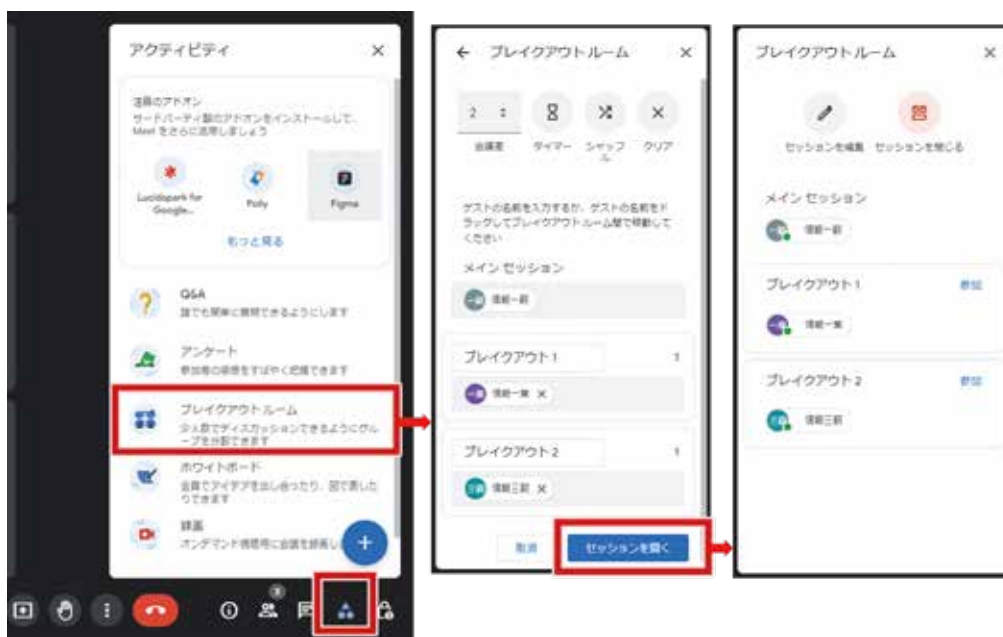 アクティビティ
注目のアドオン
サードパーティ製のアドオンをインストールして、
Meet をさらに活用しましょう
Lucidspark for
Google...
Poly
Figma
もっと見る
Q&A
誰でも簡単に質問できるようにします
アンケート
参加者の感想をすばやく把握できます
ブレイクアウトルーム
少人数でディスカッションできるようにグル
ープを分割できます
ホワイトボード
全員でアイデアを出し合ったり、図で表した
りできます
録画
オンデマンド視聴用に会議を録画し
3
ブレイクアウトルーム
2
会議室
タイマー
シャッフ
ル
クリア
ゲストの名前を入力するか、ゲストの名前をド
ラッグしてブレイクアウトルーム間で移動して
ください
メインセッション
ブレイクアウト 1
1
ブレイクアウト 2
1
取消
セッションを開く
ブレイクアウトルーム
セッションを編集
セッションを閉じる
メインセッション
ブレイクアウト 1
参加
ブレイクアウト 2
参加